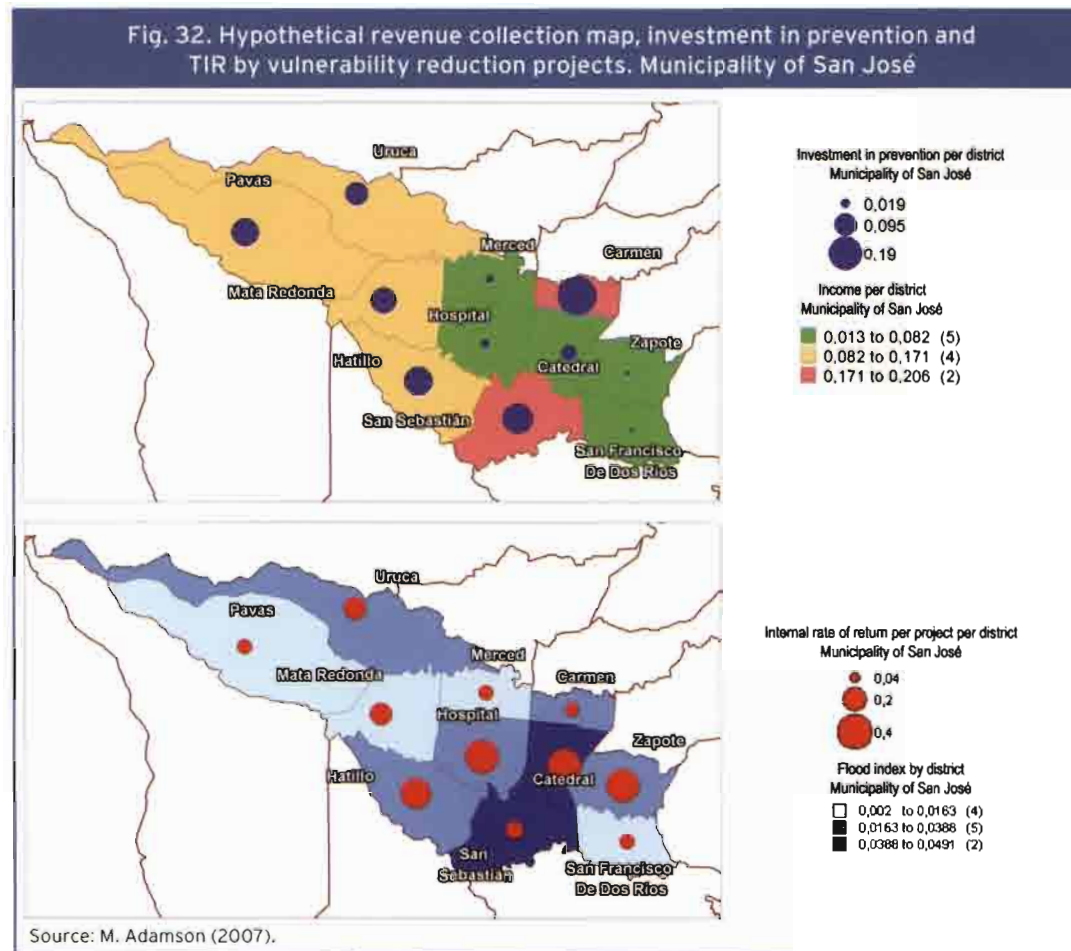 Fig. 32. Hypothetical revenue collection map, investment in prevention and
TIR by vulnerability reduction projects. Municipality of San José
Uruca
Pavas
Merced
Carmen
Mata Redonda
Hospital
Zapote
Hatillo
Catedral
San Sebastián
San Francisco
De Dos Ríos
Investment in prevention per district
Municipality of San José
0,019
0,095
0,19
Income per district
Municipality of San José
0,013 to 0,082 (5)
0,082 to 0,171 (4)
0,171 to 0,206 (2)
Uruca
Pavas
Merced
Mata Redonda
Carmen
Hospital
Zapote
Hatillo
Catedral
San
Sebastián
San Francisco
De Dos Ríos
Internal rate of return per project per district
Municipality of San José
0,04
0,2
0,4
Flood index by district
Municipality of San José
0,002 to 0,0163 (4)
0,0163 to 0,0388 (5)
0,0388 to 0,0491 (2)
Source: M. Adamson (2007).